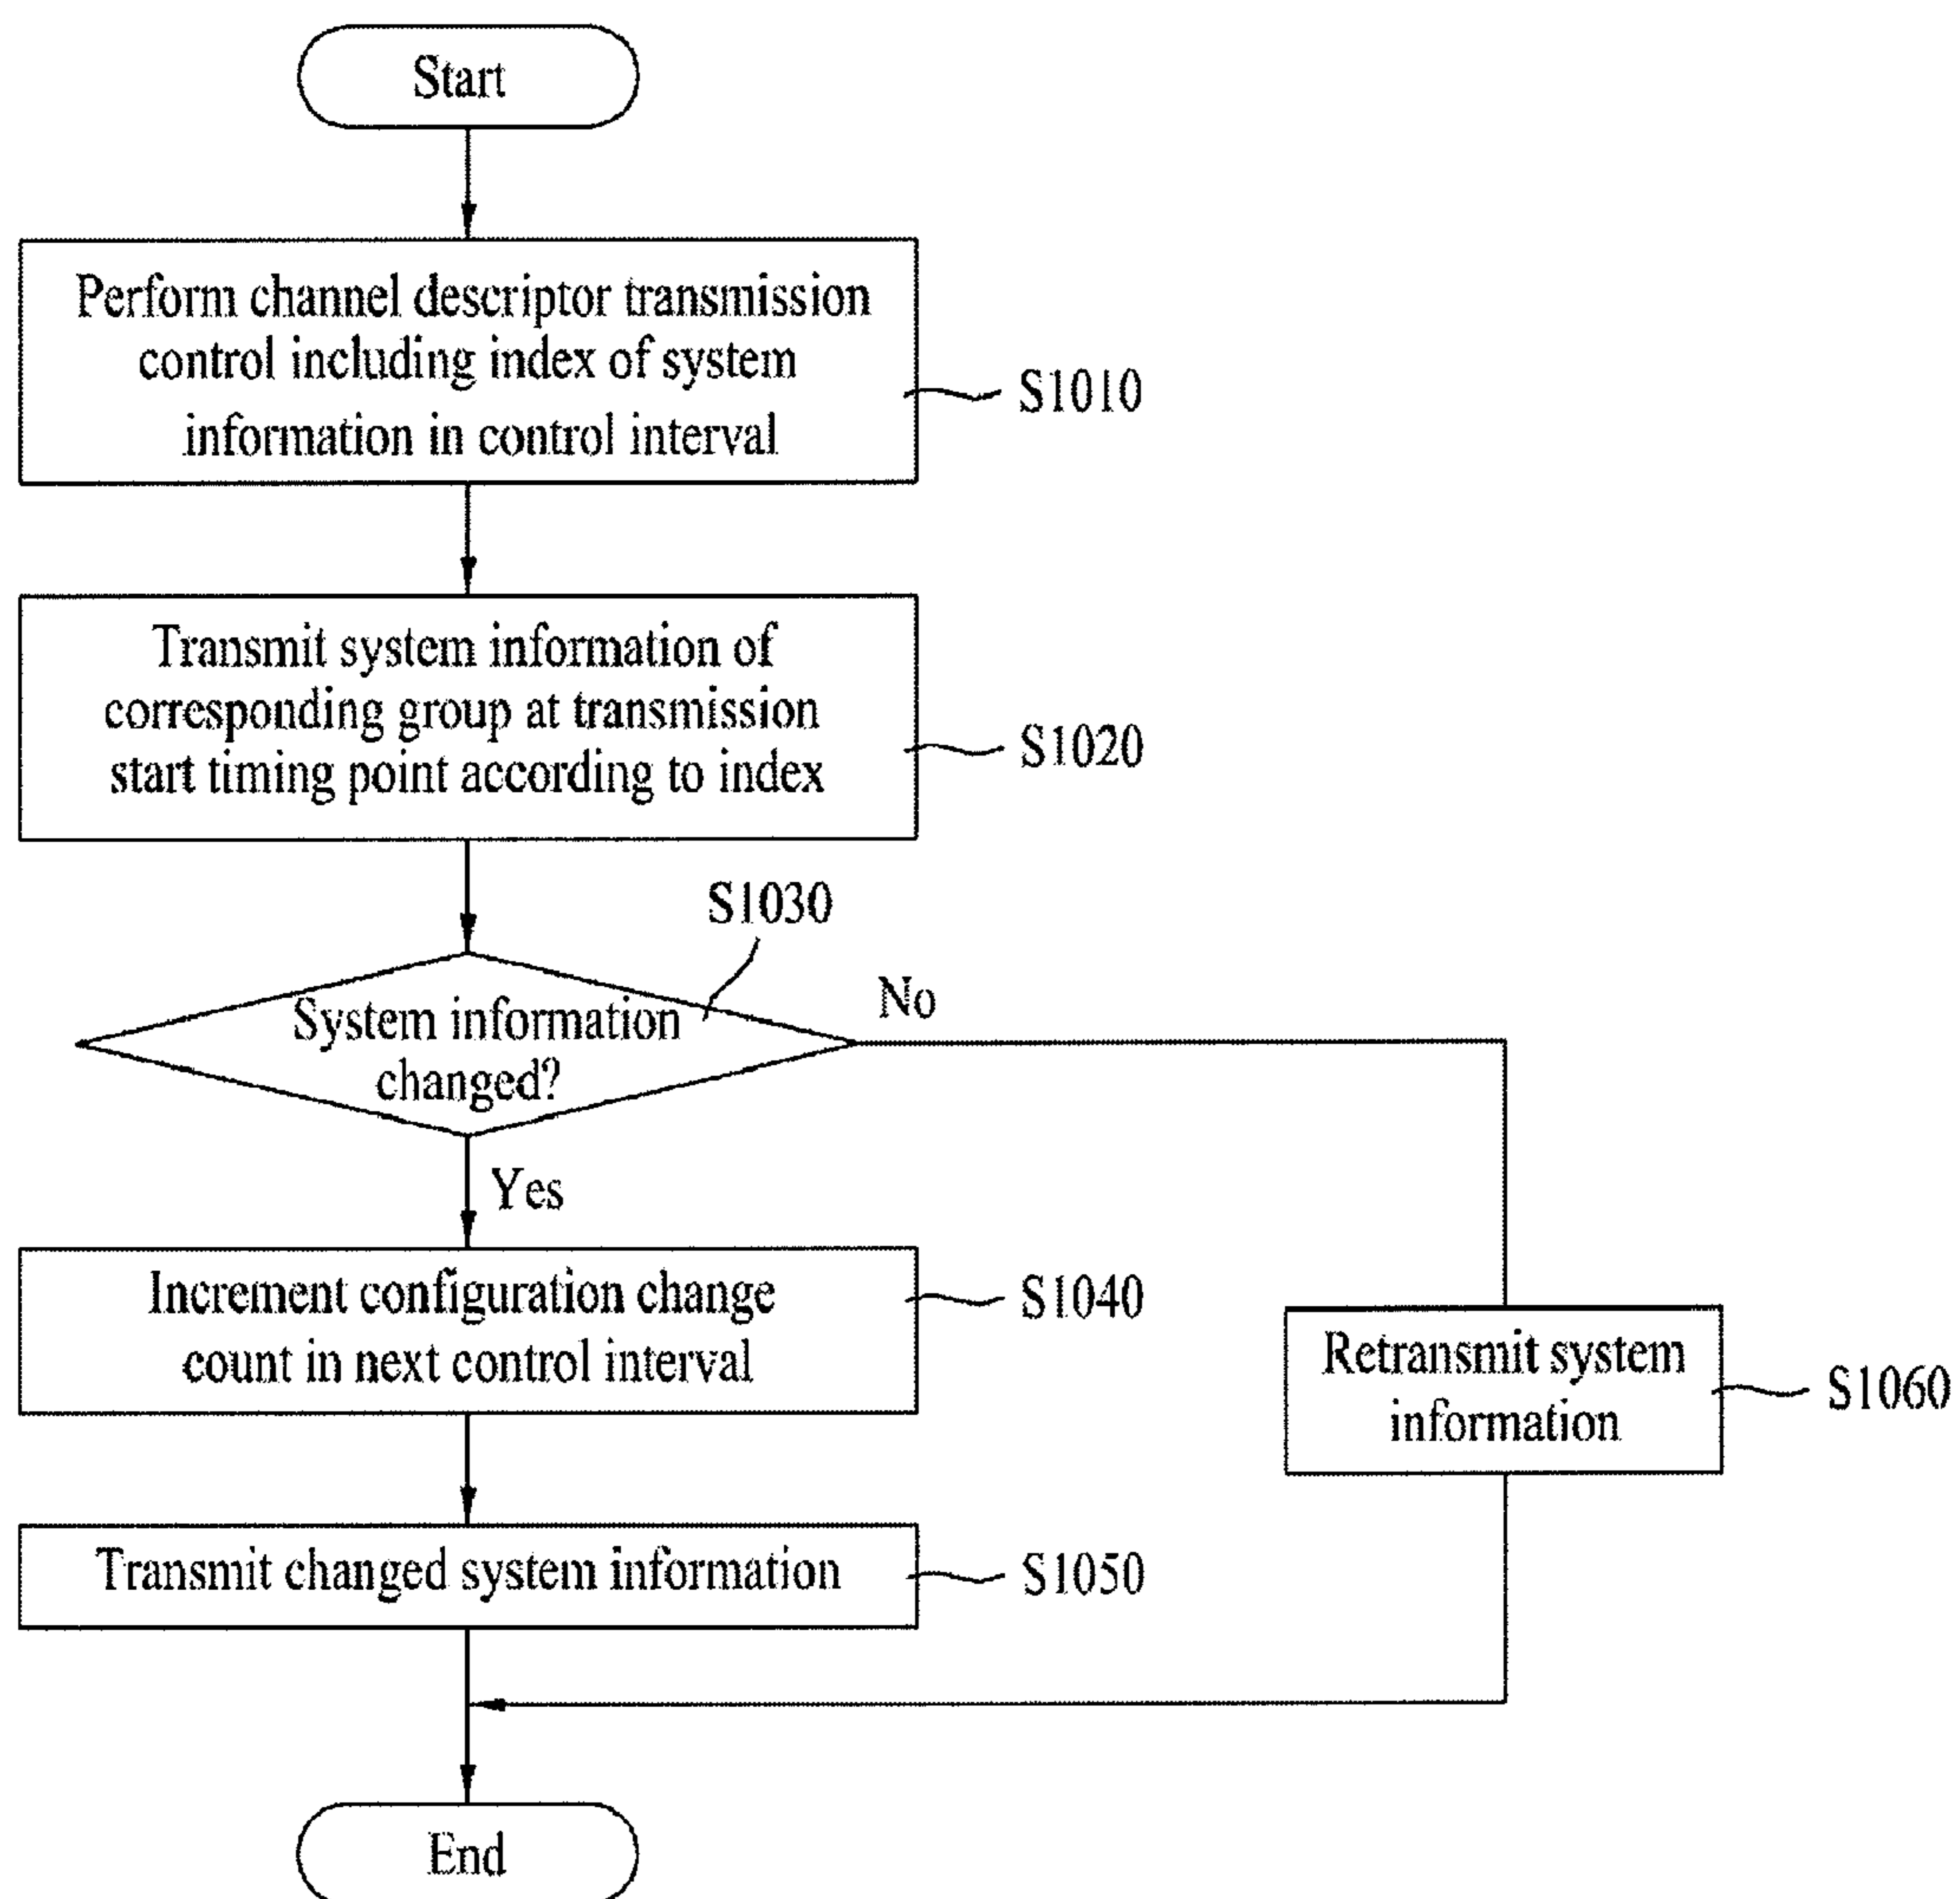 Start
Perform channel descriptor transmission
control including index of system
information in control interval
S1010
Transmit system information of
corresponding group at transmission
start timing point according to index
S1020
S1030
System information
changed?
No
Yes
Increment configuration change
count in next control interval
S1040
Retransmit system
information
S1060
Transmit changed system information
S1050
End